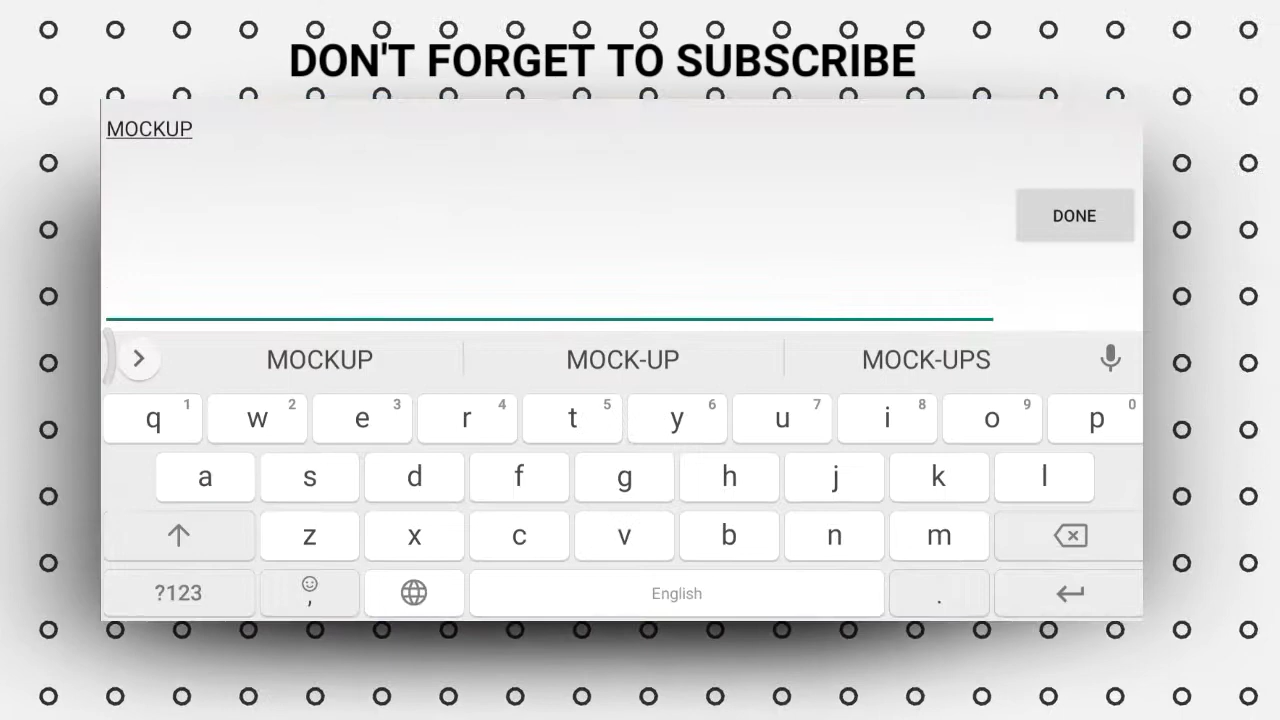 DON'T FORGET TO SUBSCRIBE
MOCKUP
DONE
MOCKUP MOCK-UP MOCK-UPS
q 1 w 2 e 3 r 4 t 5 y 6 u 7 i 8 o 9 p 0
a s d f g h j k l
z x c v b n m
?123 , English .